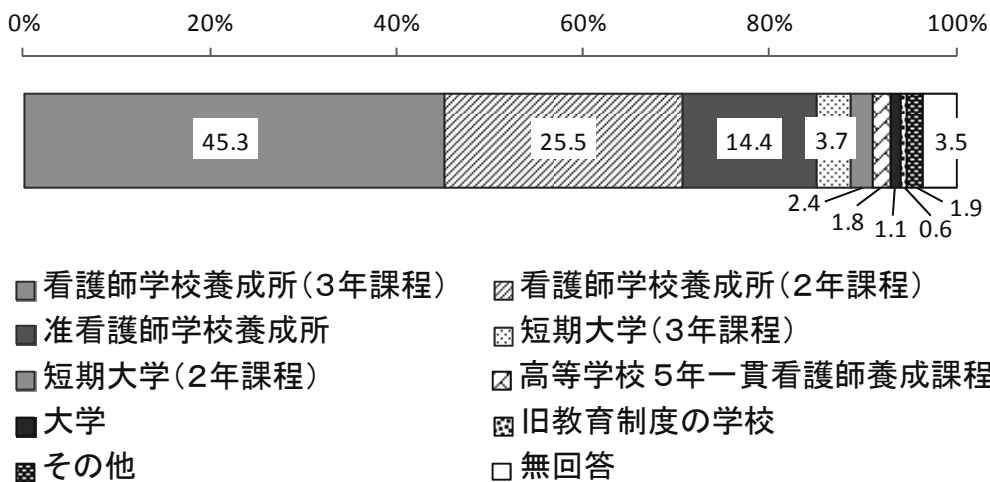 0% 20% 40% 60% 80% 100%
45.3 25.5 14.4 3.7 3.5
2.4 1.8 1.1 0.6 1.9
看護師学校養成所(3年課程) 看護師学校養成所(2年課程)
准看護師学校養成所 短期大学(3年課程)
短期大学(2年課程) 高等学校 5年一貫看護師養成課程
大学 旧教育制度の学校
その他 無回答